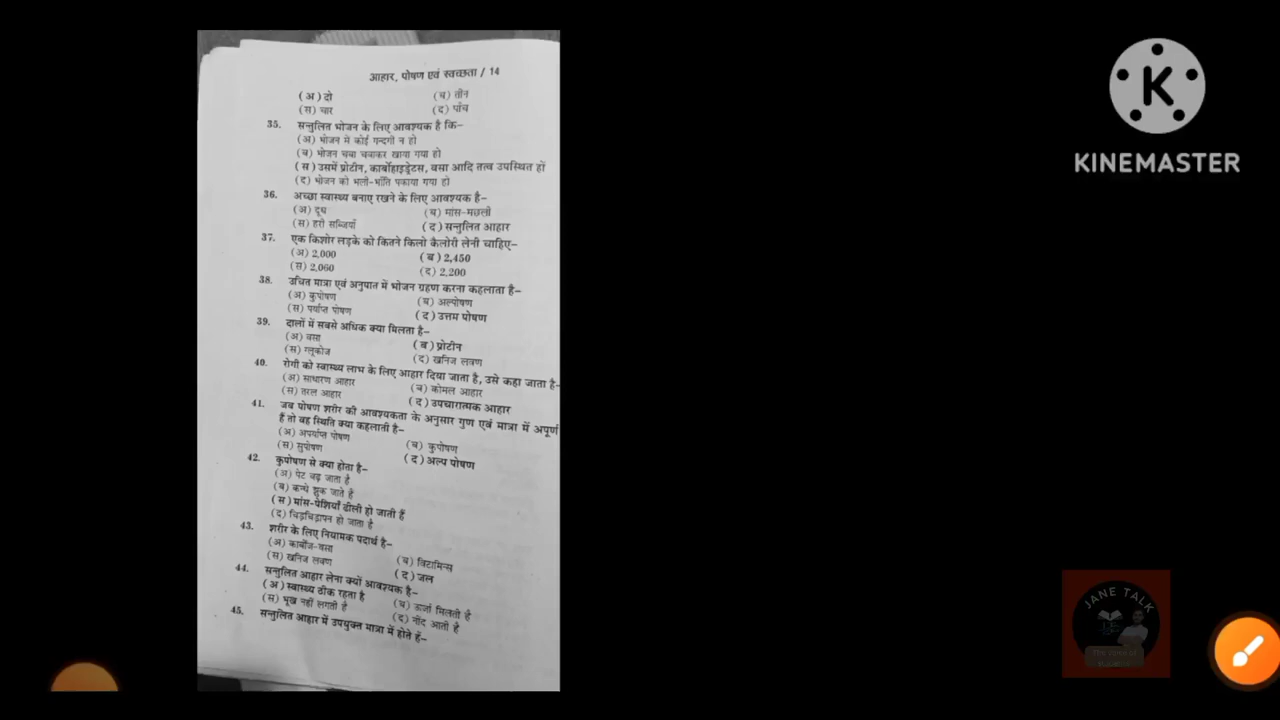 आहार, पोषण एवं स्वच्छता / 14
(अ) दो (ब) तीन
(स) चार (द) पाँच
35. सन्तुलित भोजन के लिए आवश्यक है कि–
(अ) भोजन में कोई गन्दगी न हो
(ब) भोजन चबा चबाकर खाया गया हो
(स) उसमें प्रोटीन, कार्बोहाइड्रेटस, वसा आदि तत्व उपस्थित हों
(द) भोजन को भली-भाँति पकाया गया हो
36. अच्छा स्वास्थ्य बनाए रखने के लिए आवश्यक है–
(अ) दूध (ब) मांस-मछली
(स) हरी सब्जियाँ (द) सन्तुलित आहार
37. एक किशोर लड़के को कितने किलो कैलोरी लेनी चाहिए–
(अ) 2,000 (ब) 2,450
(स) 2,060 (द) 2,200
38. उचित मात्रा एवं अनुपात में भोजन ग्रहण करना कहलाता है–
(अ) कुपोषण (ब) अल्पोषण
(स) पर्याप्त पोषण (द) उत्तम पोषण
39. दालों में सबसे अधिक क्या मिलता है–
(अ) वसा (ब) प्रोटीन
(स) ग्लूकोज (द) खनिज लवण
40. रोगी को स्वास्थ्य लाभ के लिए आहार दिया जाता है, उसे कहा जाता है–
(अ) साधारण आहार (ब) कोमल आहार
(स) तरल आहार (द) उपचारात्मक आहार
41. जब पोषण शरीर की आवश्यकता के अनुसार गुण एवं मात्रा में अपूर्ण
हैं तो वह स्थिति क्या कहलाती है–
(अ) अपर्याप्त पोषण (ब) कुपोषण
(स) सुपोषण (द) अल्प पोषण
42. कुपोषण से क्या होता है–
(अ) पेट बढ़ जाता है
(ब) कन्धे झुक जाते है
(स) मांस-पेशियाँ ढीली हो जाती हैं
(द) चिड़चिड़ापन हो जाता है
43. शरीर के लिए नियामक पदार्थ है–
(अ) कार्बोज-वसा (ब) विटामिन्स
(स) खनिज लवण (द) जल
44. सन्तुलित आहार लेना क्यों आवश्यक है–
(अ) स्वास्थ्य ठीक रहता है (ब) ऊर्जा मिलती है
(स) भूख नहीं लगती है (द) नींद आती है
45. सन्तुलित आहार में उपयुक्त मात्रा में होते हैं–
K
KINEMASTER
JANE TALK